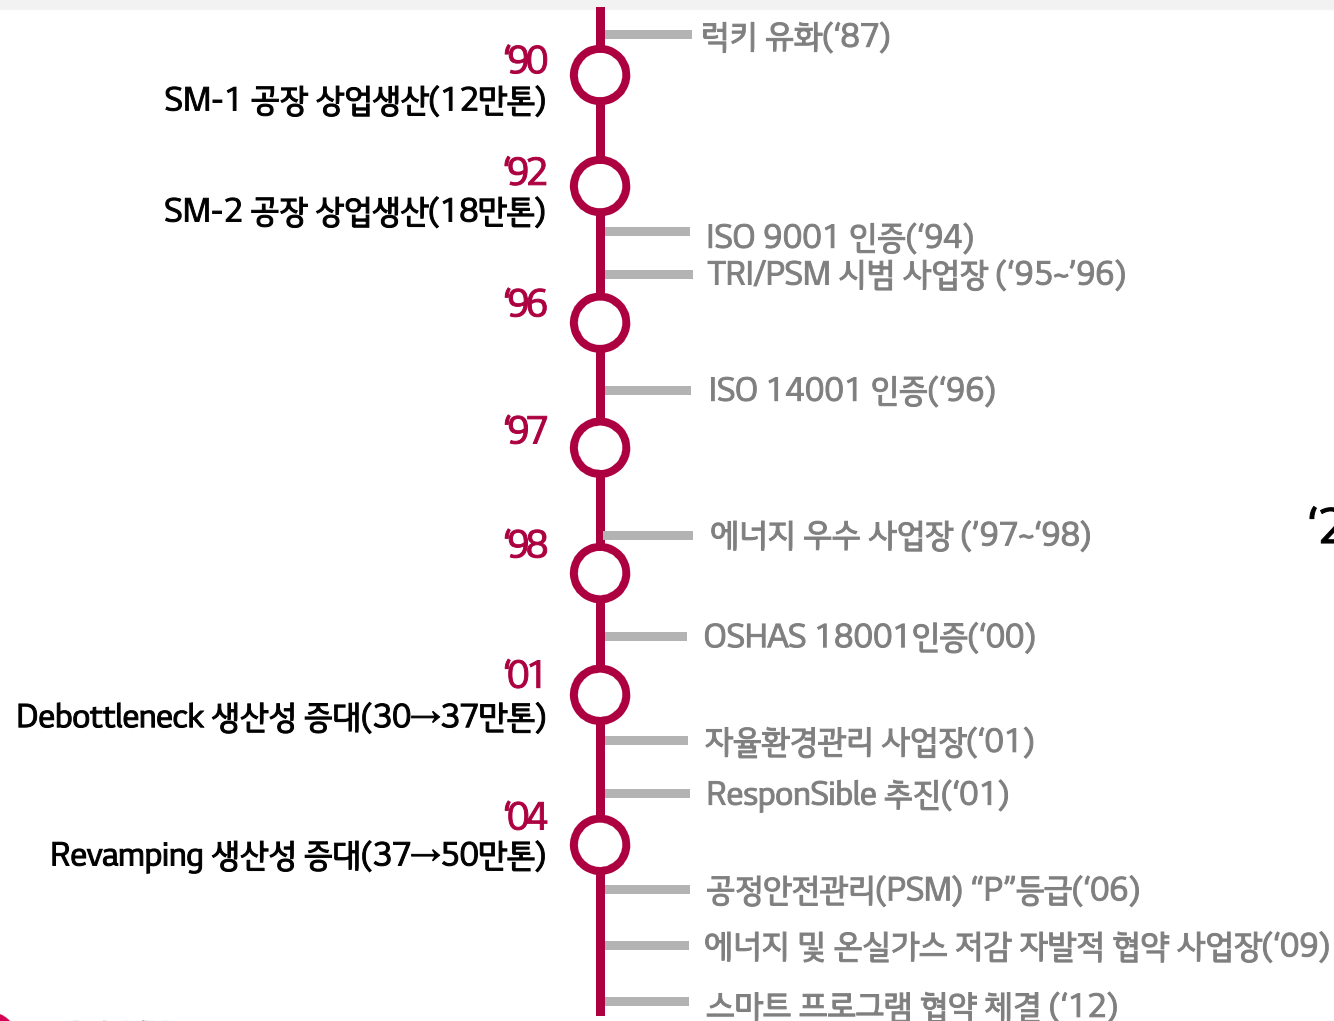 럭키 유화(‘87)
‘90
SM-1 공장 상업생산(12만톤)
‘92
SM-2 공장 상업생산(18만톤)
ISO 9001 인증(‘94)
TRI/PSM 시범 사업장 (‘95~’96)
‘96
ISO 14001 인증(‘96)
‘97
에너지 우수 사업장 (’97~‘98)
‘98
OSHAS 18001인증(‘00)
‘01
Debottleneck 생산성 증대(30→37만톤)
자율환경관리 사업장(‘01)
ResponSible 추진(‘01)
‘04
Revamping 생산성 증대(37→50만톤)
공정안전관리(PSM) “P”등급(‘06)
에너지 및 온실가스 저감 자발적 협약 사업장(‘09)
스마트 프로그램 협약 체결 (‘12)